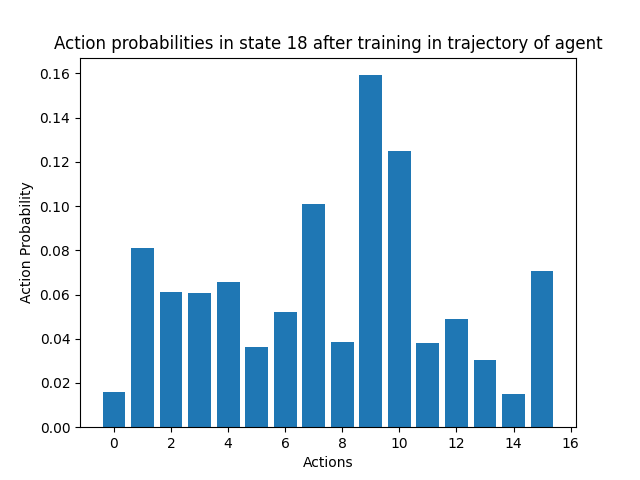 Action probabilities in state 18 after training in trajectory of agent
0.16
0.14
0.12
0.10
0.08
0.06
0.04
0.02
0.00
Action Probability
0 2 4 6 8 10 12 14 16
Actions